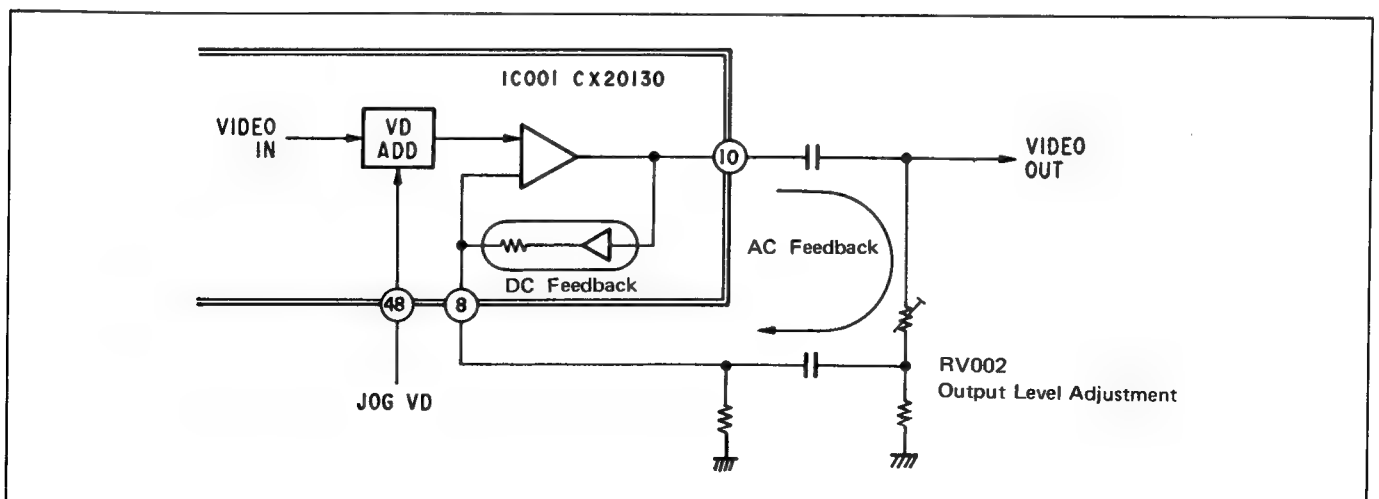 IC001 CX20130
VIDEO
IN
VD
ADD
10
VIDEO
OUT
AC Feedback
DC Feedback
48
8
RV002
Output Level Adjustment
JOG VD